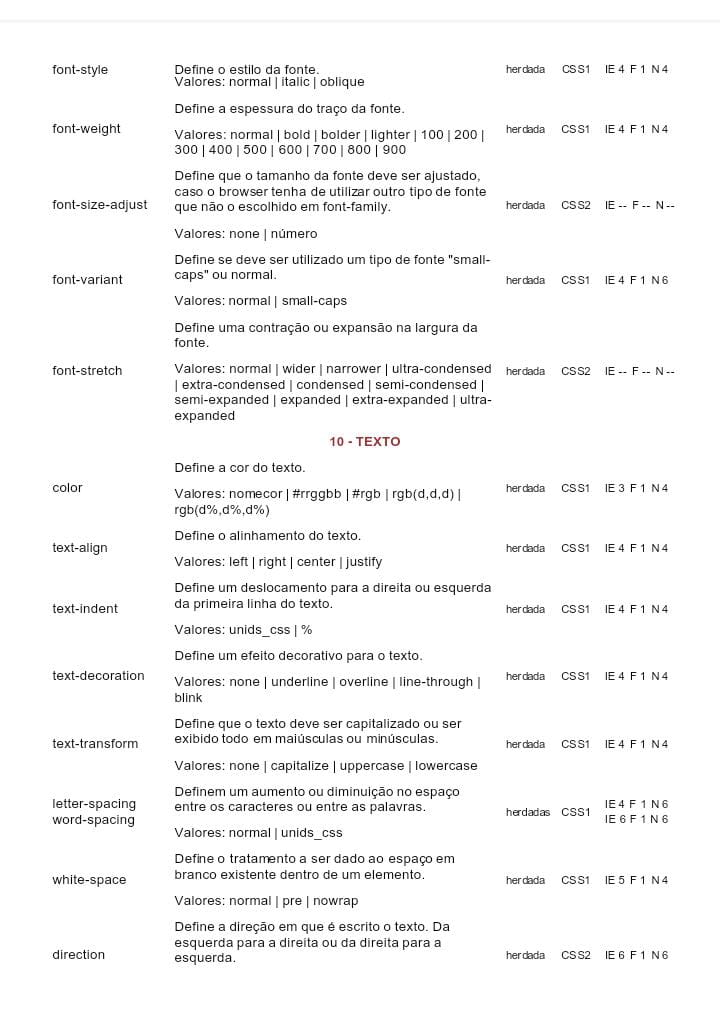 font-style Define o estilo da fonte. herdada CSS1 IE 4 F 1 N 4
Valores: normal | italic | oblique
Define a espessura do traço da fonte.
font-weight herdada CSS1 IE 4 F 1 N 4
Valores: normal | bold | bolder | lighter | 100 | 200 |
300 | 400 | 500 | 600 | 700 | 800 | 900
Define que o tamanho da fonte deve ser ajustado,
caso o browser tenha de utilizar outro tipo de fonte
font-size-adjust que não o escolhido em font-family. herdada CSS2 IE -- F -- N --
Valores: none | número
Define se deve ser utilizado um tipo de fonte "small-
font-variant caps" ou normal. herdada CSS1 IE 4 F 1 N 6
Valores: normal | small-caps
Define uma contração ou expansão na largura da
fonte.
font-stretch Valores: normal | wider | narrower | ultra-condensed herdada CSS2 IE -- F -- N --
| extra-condensed | condensed | semi-condensed |
semi-expanded | expanded | extra-expanded | ultra-
expanded
10 - TEXTO
Define a cor do texto.
color herdada CSS1 IE 3 F 1 N 4
Valores: nomecor | #rrggbb | #rgb | rgb(d,d,d) |
rgb(d%,d%,d%)
Define o alinhamento do texto.
text-align herdada CSS1 IE 4 F 1 N 4
Valores: left | right | center | justify
Define um deslocamento para a direita ou esquerda
text-indent da primeira linha do texto. herdada CSS1 IE 4 F 1 N 4
Valores: unids_css | %
Define um efeito decorativo para o texto.
text-decoration Valores: none | underline | overline | line-through | herdada CSS1 IE 4 F 1 N 4
blink
Define que o texto deve ser capitalizado ou ser
text-transform exibido todo em maiúsculas ou minúsculas. herdada CSS1 IE 4 F 1 N 4
Valores: none | capitalize | uppercase | lowercase
Definem um aumento ou diminuição no espaço
letter-spacing entre os caracteres ou entre as palavras. herdadas CSS1 IE 4 F 1 N 6
word-spacing IE 6 F 1 N 6
Valores: normal | unids_css
Define o tratamento a ser dado ao espaço em
white-space branco existente dentro de um elemento. herdada CSS1 IE 5 F 1 N 4
Valores: normal | pre | nowrap
Define a direção em que é escrito o texto. Da
esquerda para a direita ou da direita para a
direction esquerda. herdada CSS2 IE 6 F 1 N 6